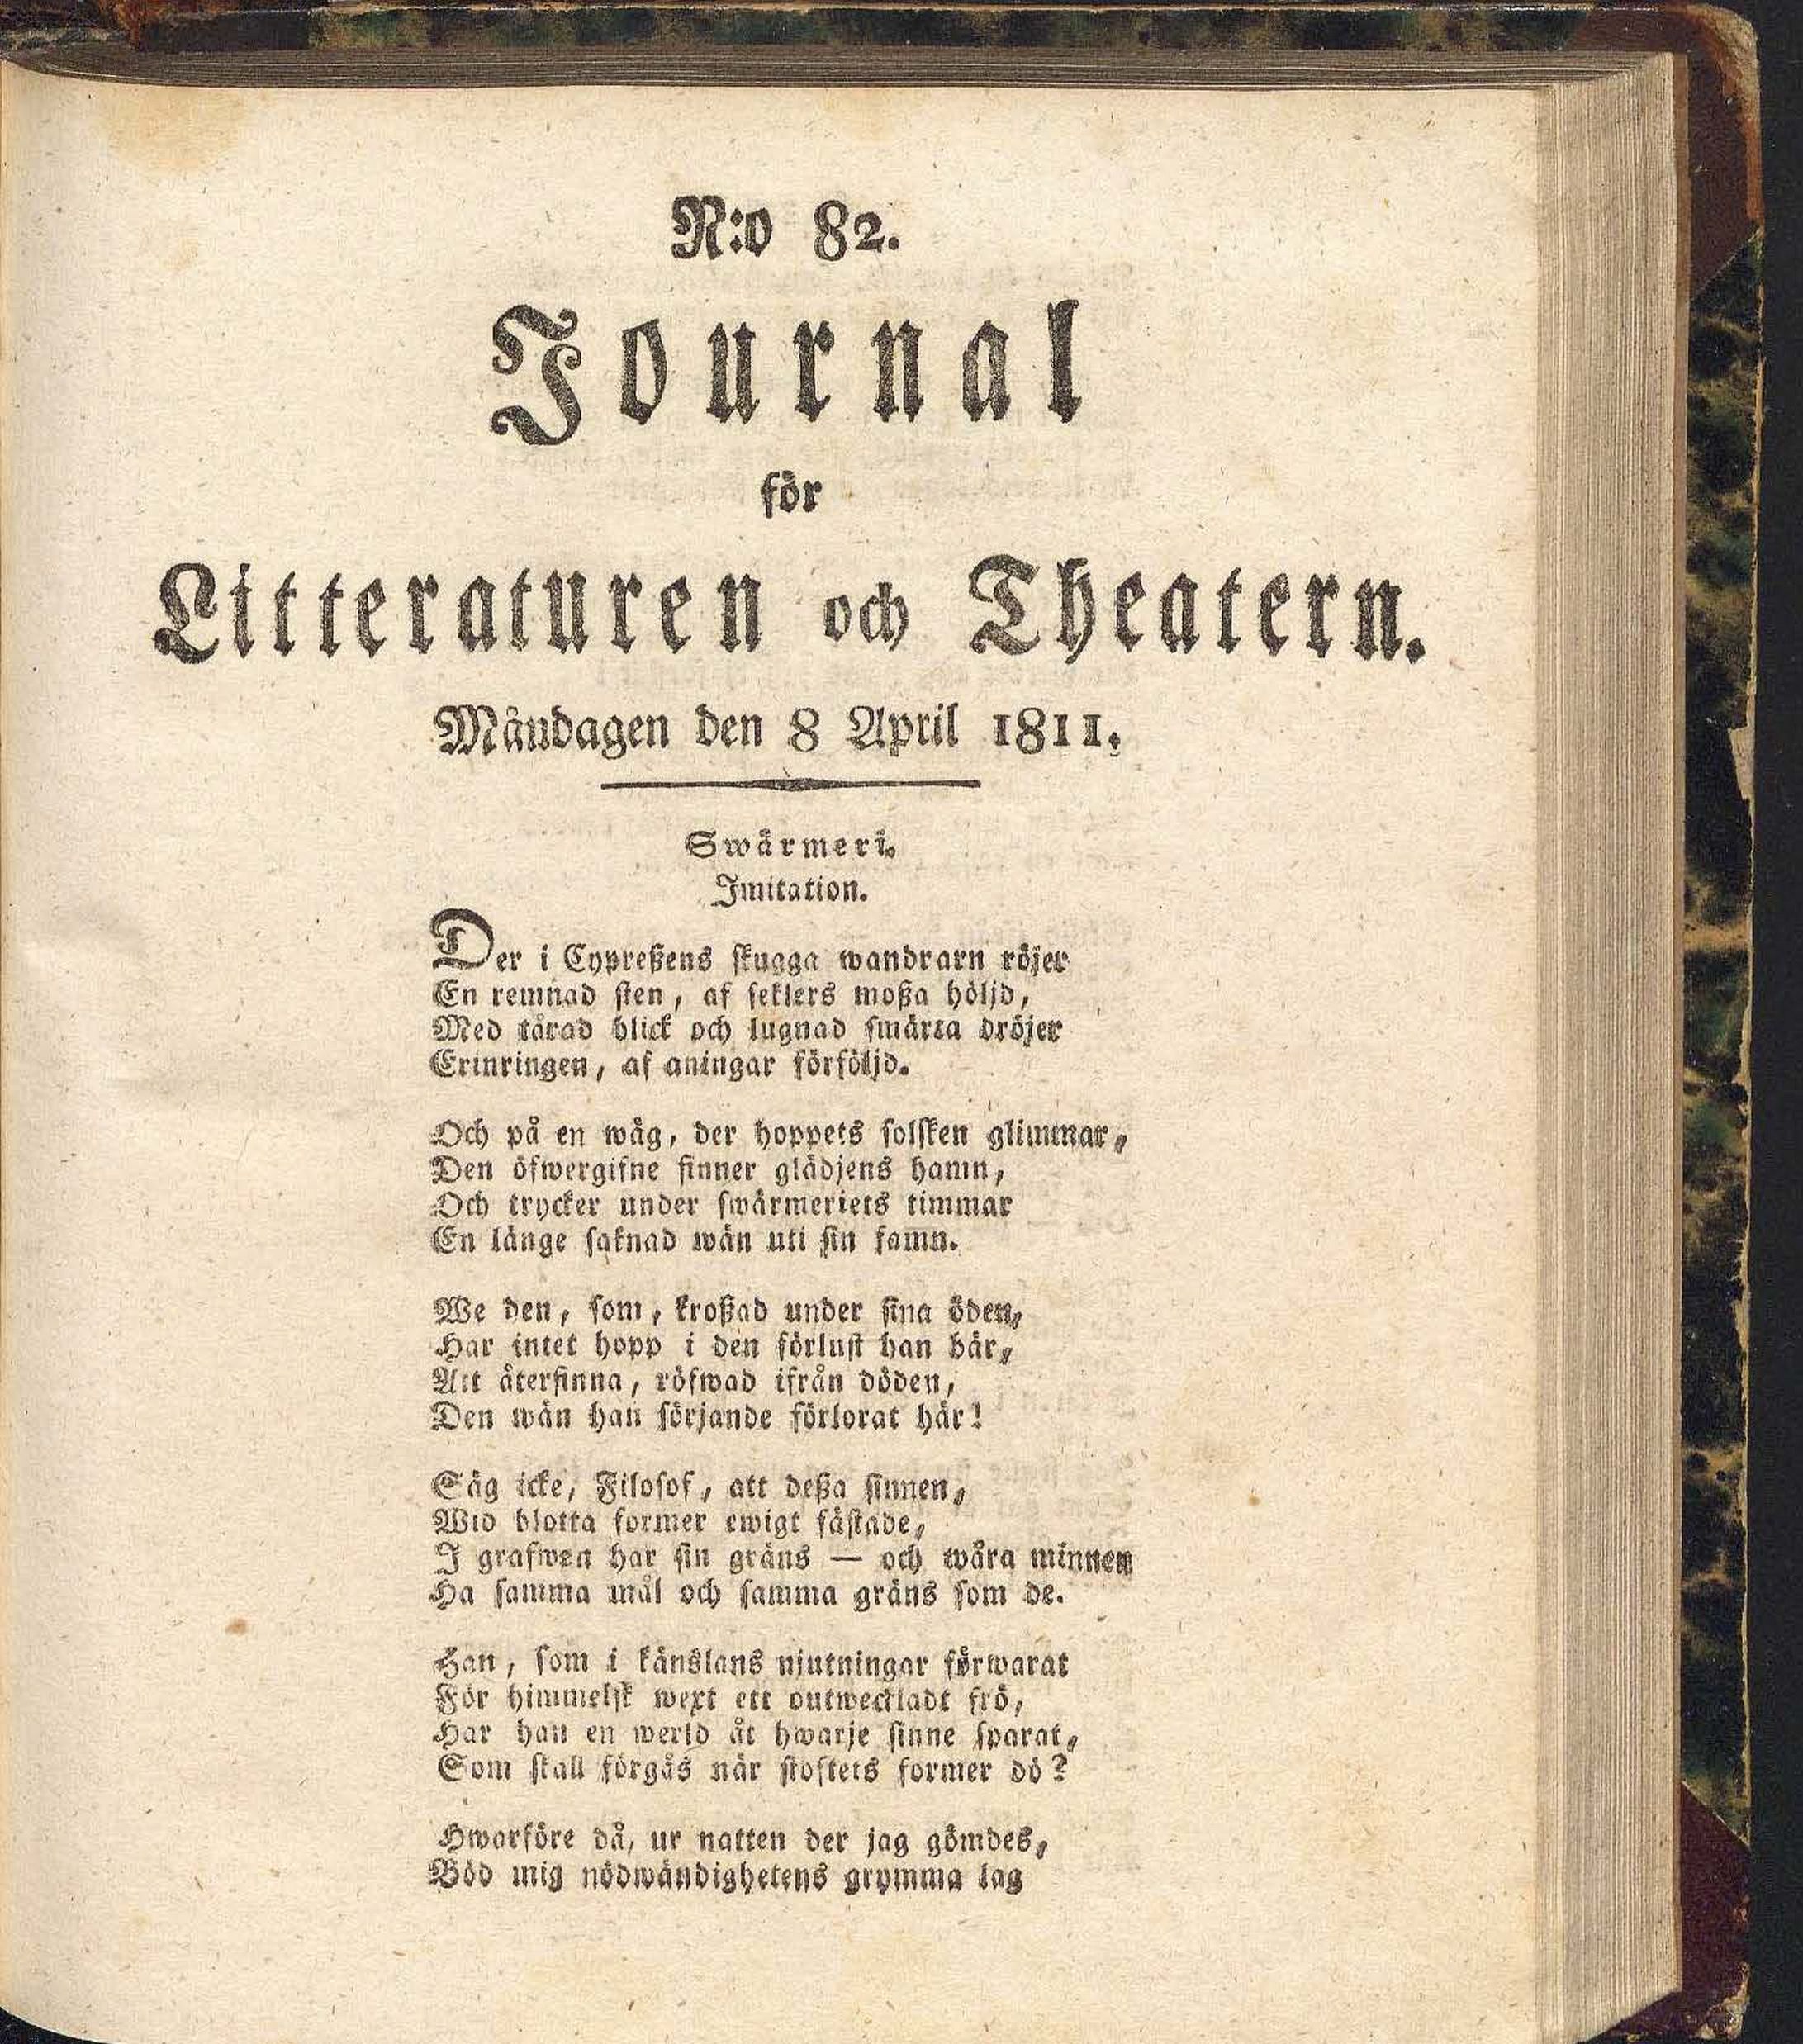 N:o 82.
Journal
för
Litteraturen och Theatern.
Måndagen den 8 April 1811.
Swärmeri.
Imitation.
Der i Cypreßens skugga wandrarn röjer
En remnad sten, af seklers moßa höljd,
Med tårad blick och lugnad smärta dröjer
Erinringen, af aningar förföljd.
Och på en wäg, der hoppets solsken glimmar,
Den öfwergifne finner glädjens hamn,
Och trycker under swärmeriets timmar
En länge saknad wän uti sin famn.
We den, som, kroßad under sina öden,
Har intet hopp i den förlust han bär,
Att återfinna, röfwad ifrån döden,
Den wän han sörjande förlorat här!
Säg icke, Filosof, att deßa sinnen,
Wid blotta former ewigt fästade,
I grafwen har sin gräns — och wåra minnen
Ha samma mål och samma gräns som de.
Han, som i känslans njutningar förwarat
För himmelsk wext ett outweckladt frö,
Har han en werld åt hwarje sinne sparat,
Som skall förgås när stoftets former dö?
Hwarföre då, ur natten der jag gömdes,
Böd mig nödwändighetens grymma lag